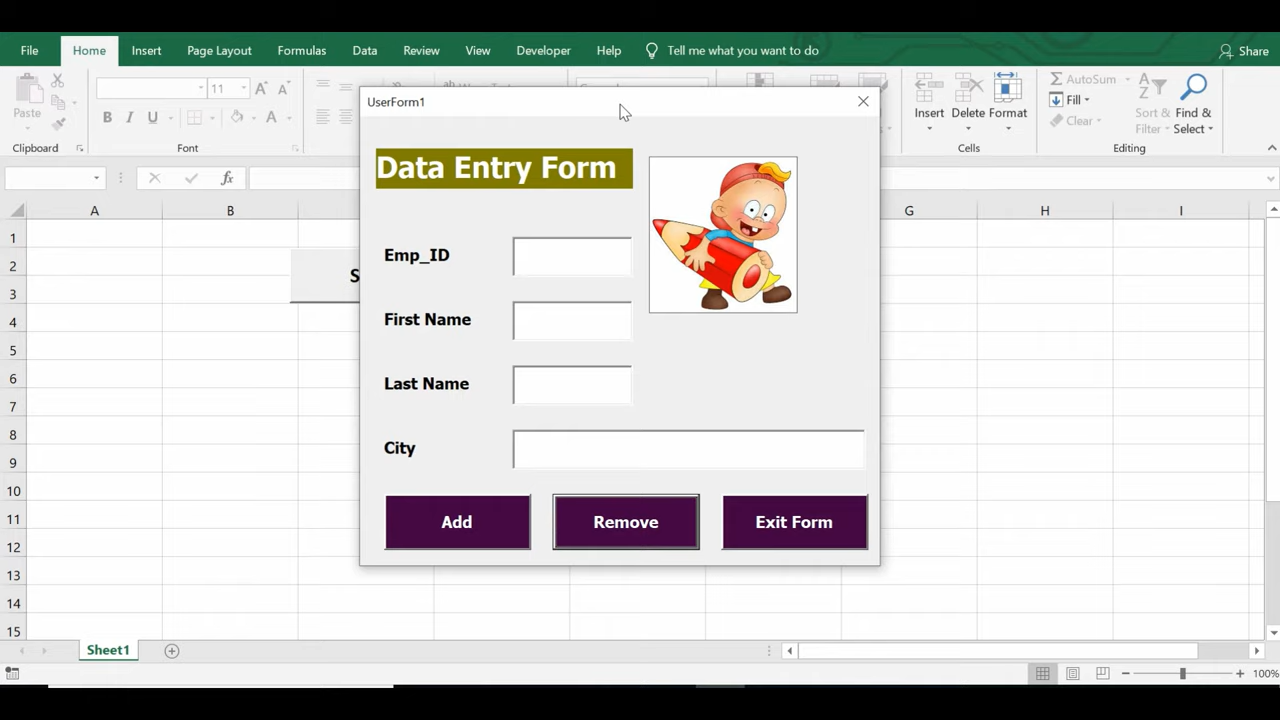 File Home Insert Page Layout Formulas Data Review View Developer Help Tell me what you want to do Share
11
Paste
B I U A
Insert Delete Format
AutoSum
Fill
Clear
Sort & Filter
Find & Select
Clipboard Font Cells Editing
fx
UserForm1
Data Entry Form
Emp_ID
First Name
Last Name
City
Add Remove Exit Form
A B G H I
1
2
S
3
4
5
6
7
8
9
10
11
12
13
14
15
Sheet1
100%